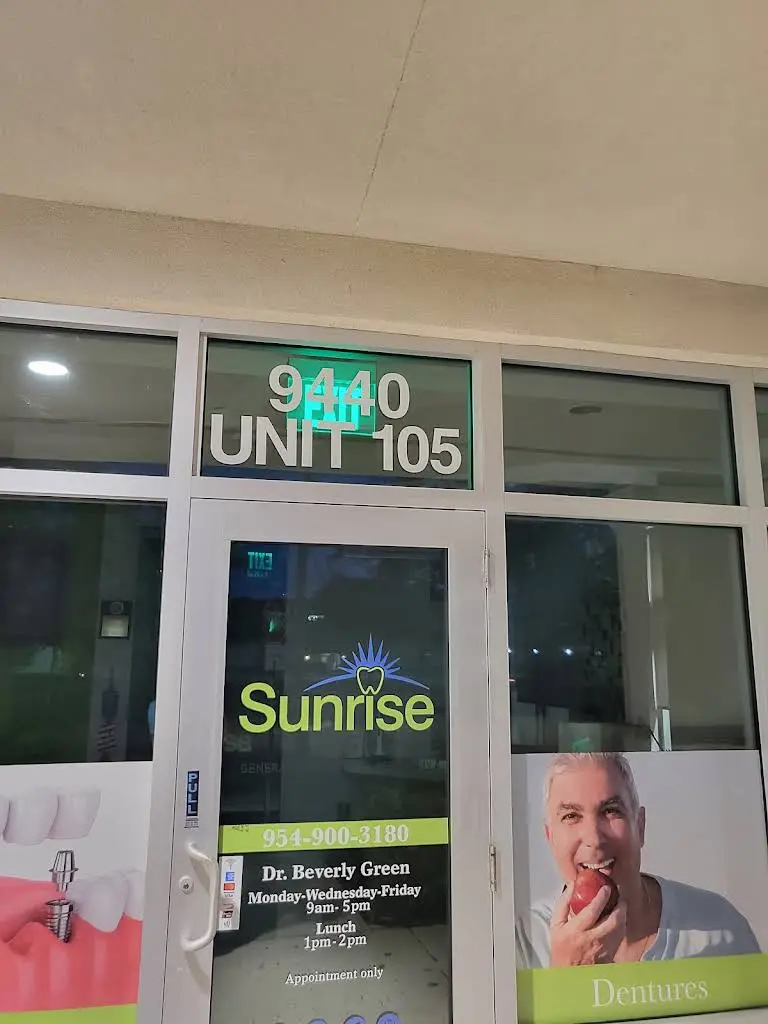 9440
EXIT
UNIT 105
EXIT
Sunrise
PULL
954-900-3180
Dr. Beverly Green
Monday-Wednesday-Friday
9am-5pm
Lunch
1pm-2pm
Appointment only
Dentures